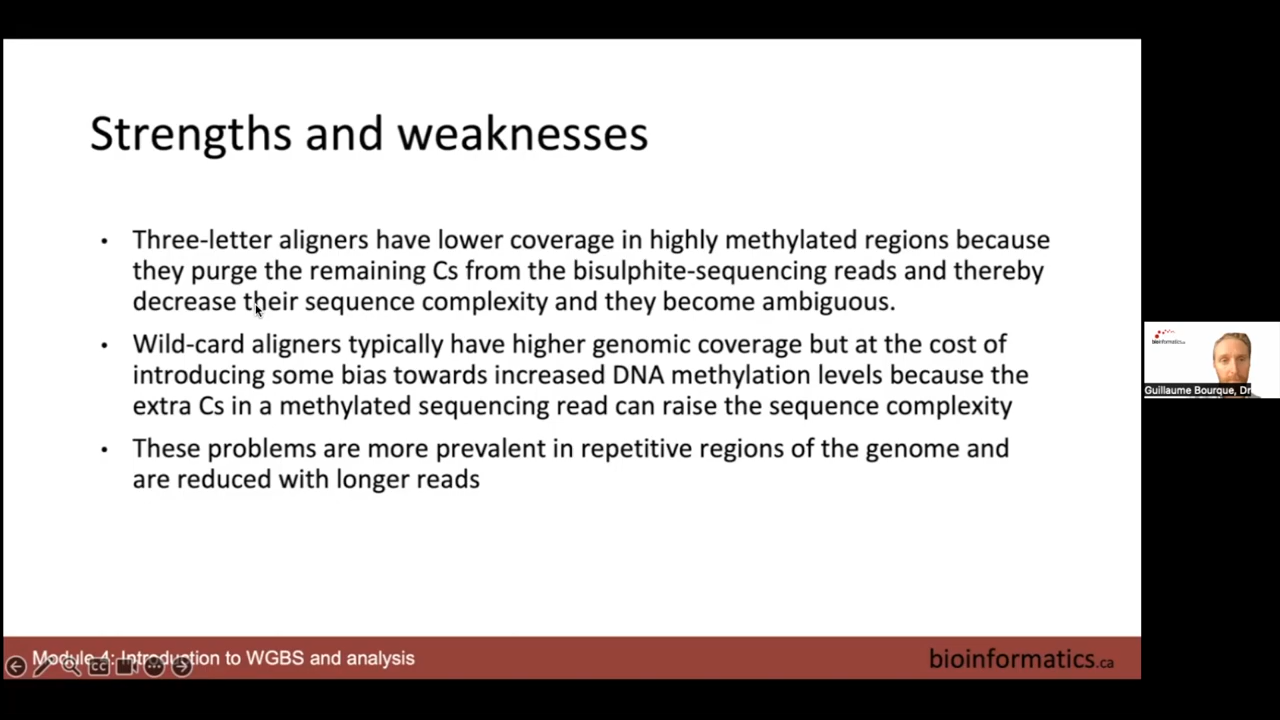 Strengths and weaknesses
• Three-letter aligners have lower coverage in highly methylated regions because
they purge the remaining Cs from the bisulphite-sequencing reads and thereby
decrease their sequence complexity and they become ambiguous.
• Wild-card aligners typically have higher genomic coverage but at the cost of
introducing some bias towards increased DNA methylation levels because the
extra Cs in a methylated sequencing read can raise the sequence complexity
• These problems are more prevalent in repetitive regions of the genome and
are reduced with longer reads
bioinformatics.ca
Guillaume Bourque, Dr
Module 4: Introduction to WGBS and analysis
bioinformatics.ca